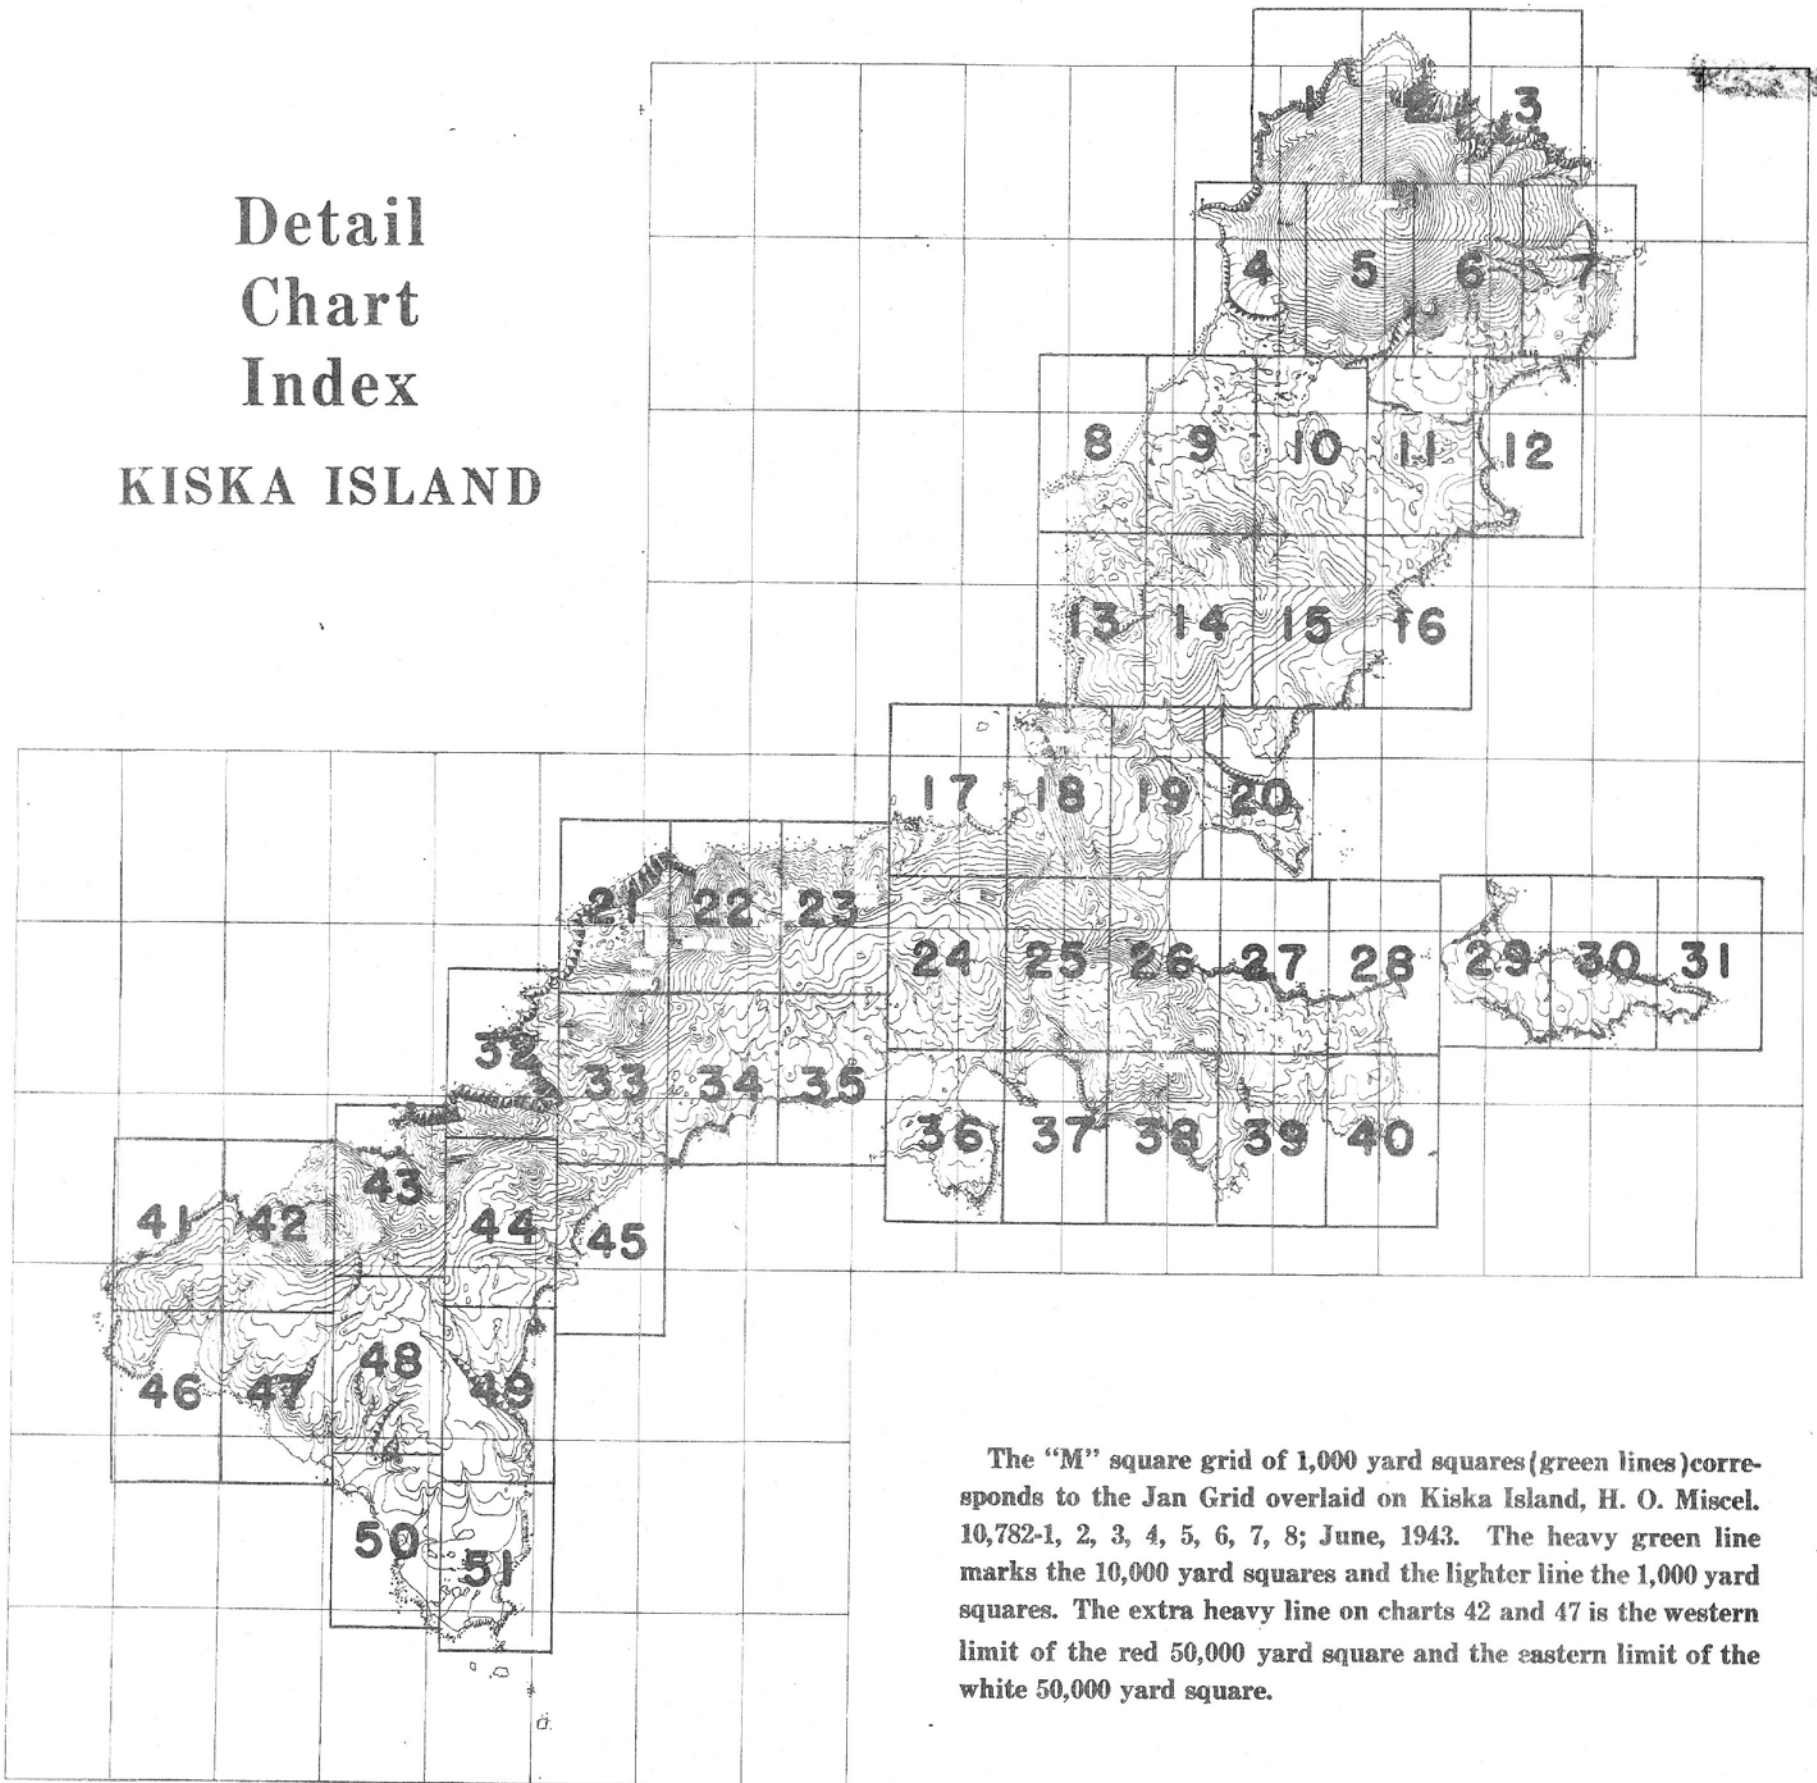 Detail
Chart
Index
KISKA ISLAND
1 2 3
4 5 6 7
8 9 10 11 12
13 14 15 16
17 18 19 20
21 22 23
24 25 26 27 28 29 30 31
32
33 34 35
36 37 38 39 40
41 42 43 44 45
46 47 48 49
50 51
The “M” square grid of 1,000 yard squares(green lines)corre-
sponds to the Jan Grid overlaid on Kiska Island, H. O. Miscel.
10,782-1, 2, 3, 4, 5, 6, 7, 8; June, 1943. The heavy green line
marks the 10,000 yard squares and the lighter line the 1,000 yard
squares. The extra heavy line on charts 42 and 47 is the western
limit of the red 50,000 yard square and the eastern limit of the
white 50,000 yard square.